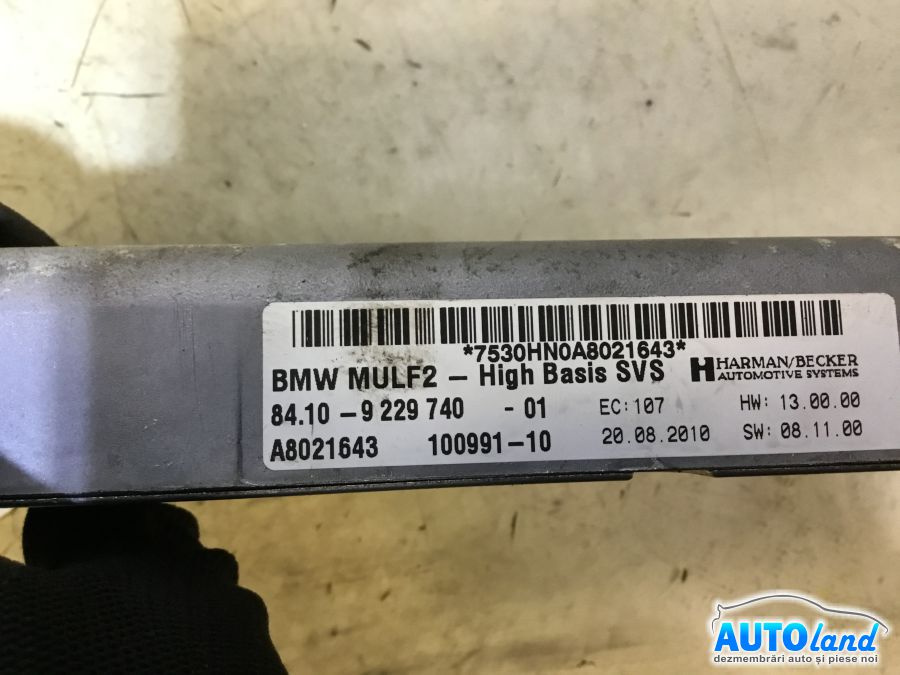 *7530HN0A8021643*
BMW MULF2 - High Basis SVS
HARMAN/BECKER
AUTOMOTIVE SYSTEMS
84.10 - 9 229 740 - 01 EC: 107 HW: 13.00.00
A8021643 100991-10 20.08.2010 SW: 08.11.00
AUTOland
dezmembrări auto și piese noi